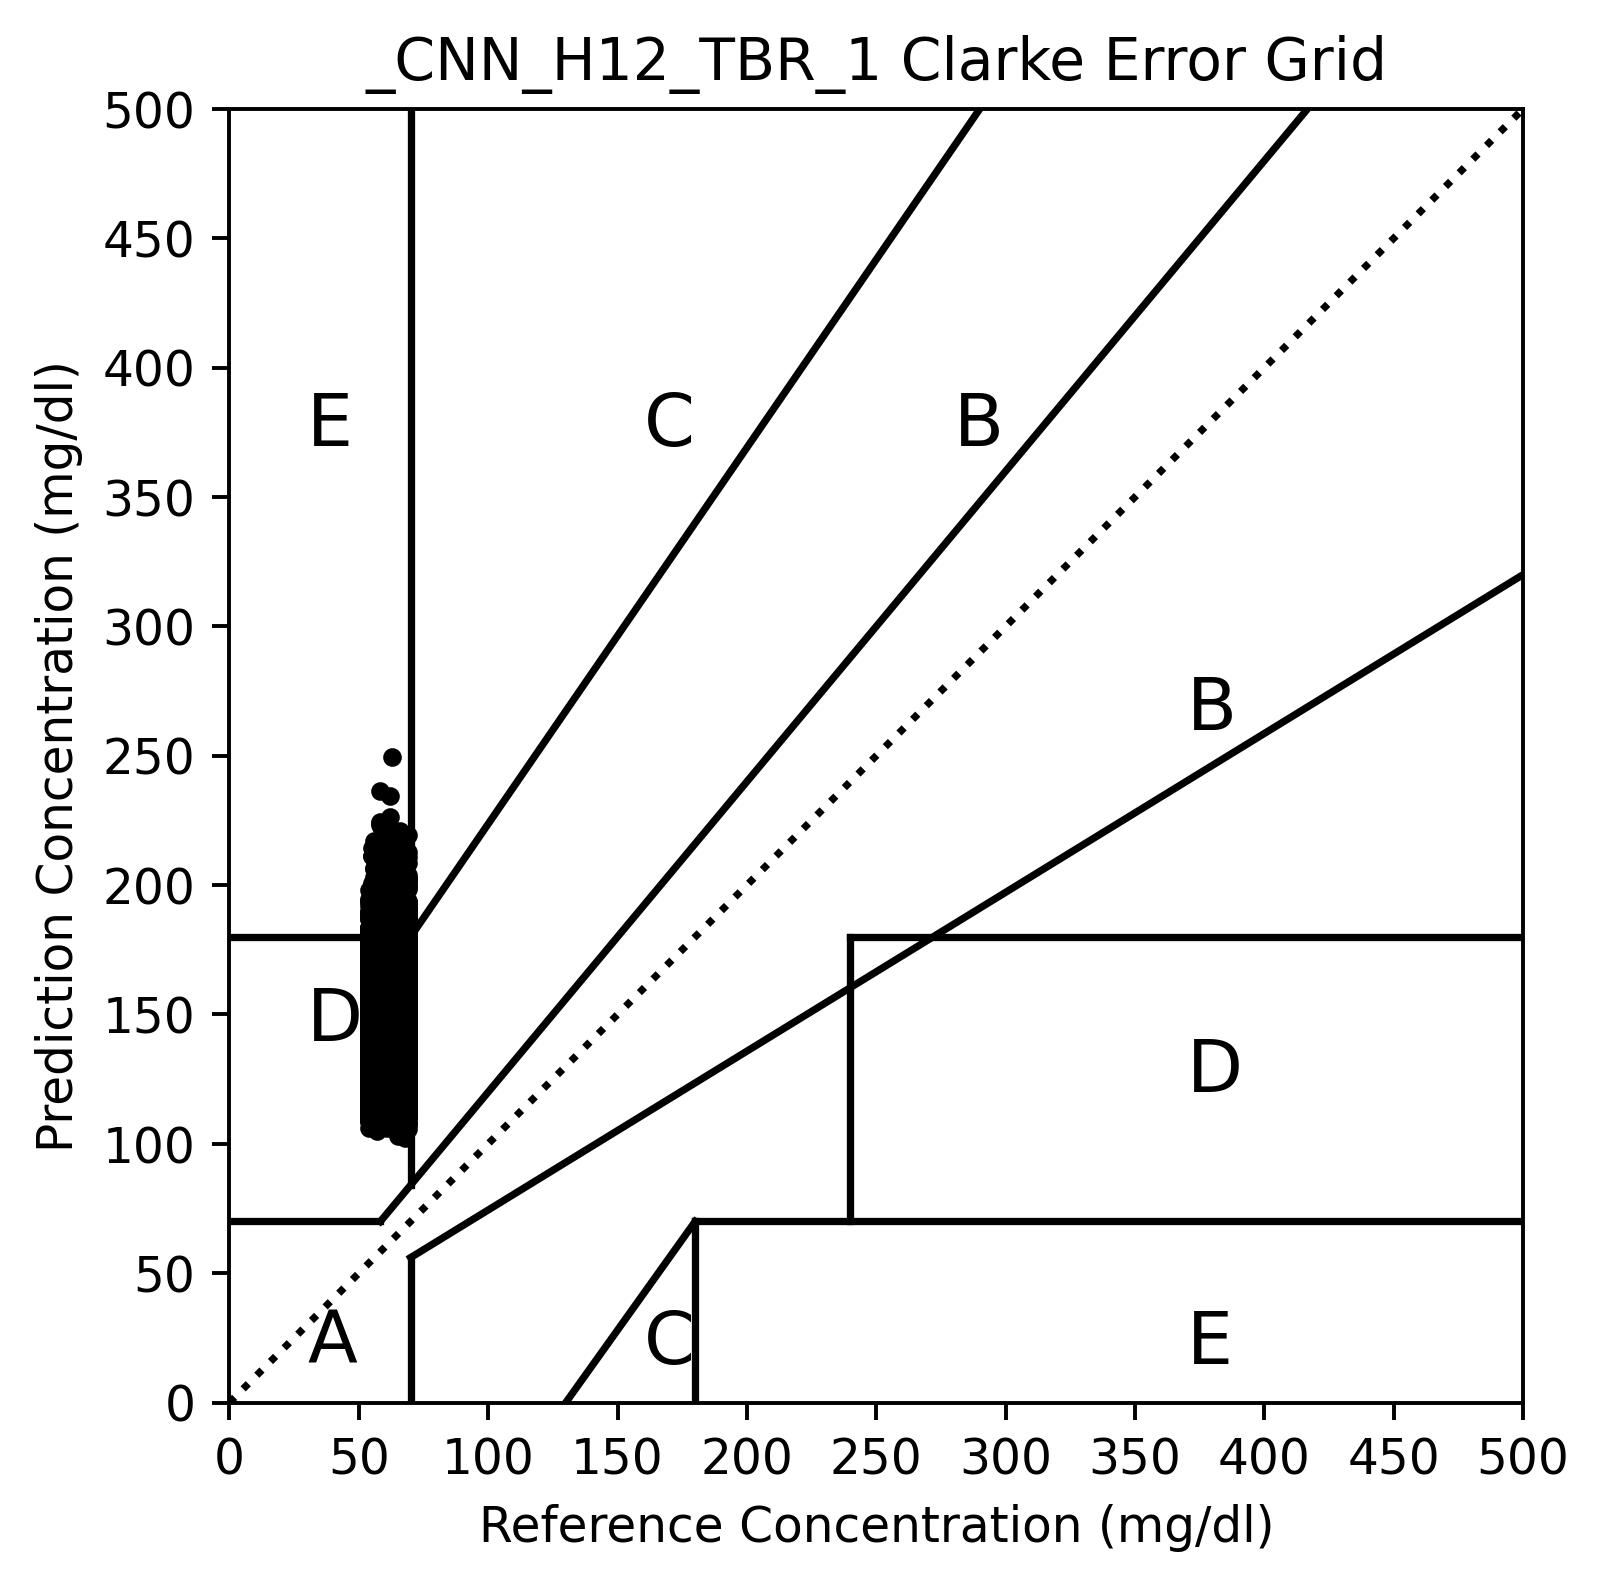 _CNN_H12_TBR_1 Clarke Error Grid
500
450
400
350
300
250
200
150
100
50
0
Prediction Concentration (mg/dl)
E
C
B
B
D
D
A
C
E
0 50 100 150 200 250 300 350 400 450 500
Reference Concentration (mg/dl)